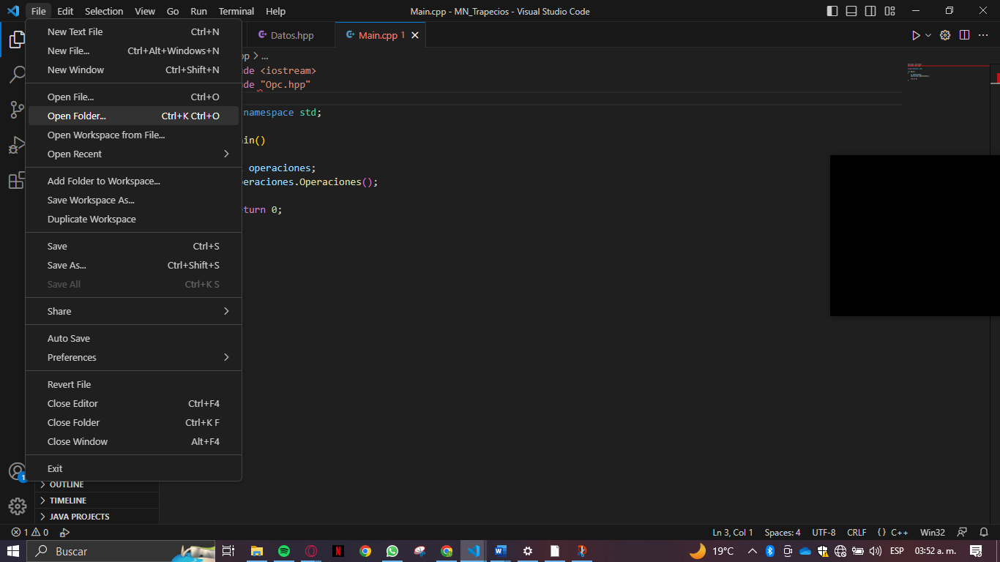 File Edit Selection View Go Run Terminal Help Main.cpp - MN_Trapecios - Visual Studio Code
New Text File Ctrl+N
New File... Ctrl+Alt+Windows+N
New Window Ctrl+Shift+N
Open File... Ctrl+O
Open Folder... Ctrl+K Ctrl+O
Open Workspace from File...
Open Recent
Add Folder to Workspace...
Save Workspace As...
Duplicate Workspace
Save Ctrl+S
Save As... Ctrl+Shift+S
Save All Ctrl+K S
Share
Auto Save
Preferences
Revert File
Close Editor Ctrl+F4
Close Folder Ctrl+K F
Close Window Alt+F4
Exit
Datos.hpp Main.cpp 1
pp > ...
de <iostream>
de "Opc.hpp"
namespace std;
in()
operaciones;
eraciones.Operaciones();
turn 0;
1
OUTLINE
TIMELINE
JAVA PROJECTS
1 0 Ln 3, Col 1 Spaces: 4 UTF-8 CRLF {} C++ Win32
Buscar 19°C ESP 03:52 a. m.